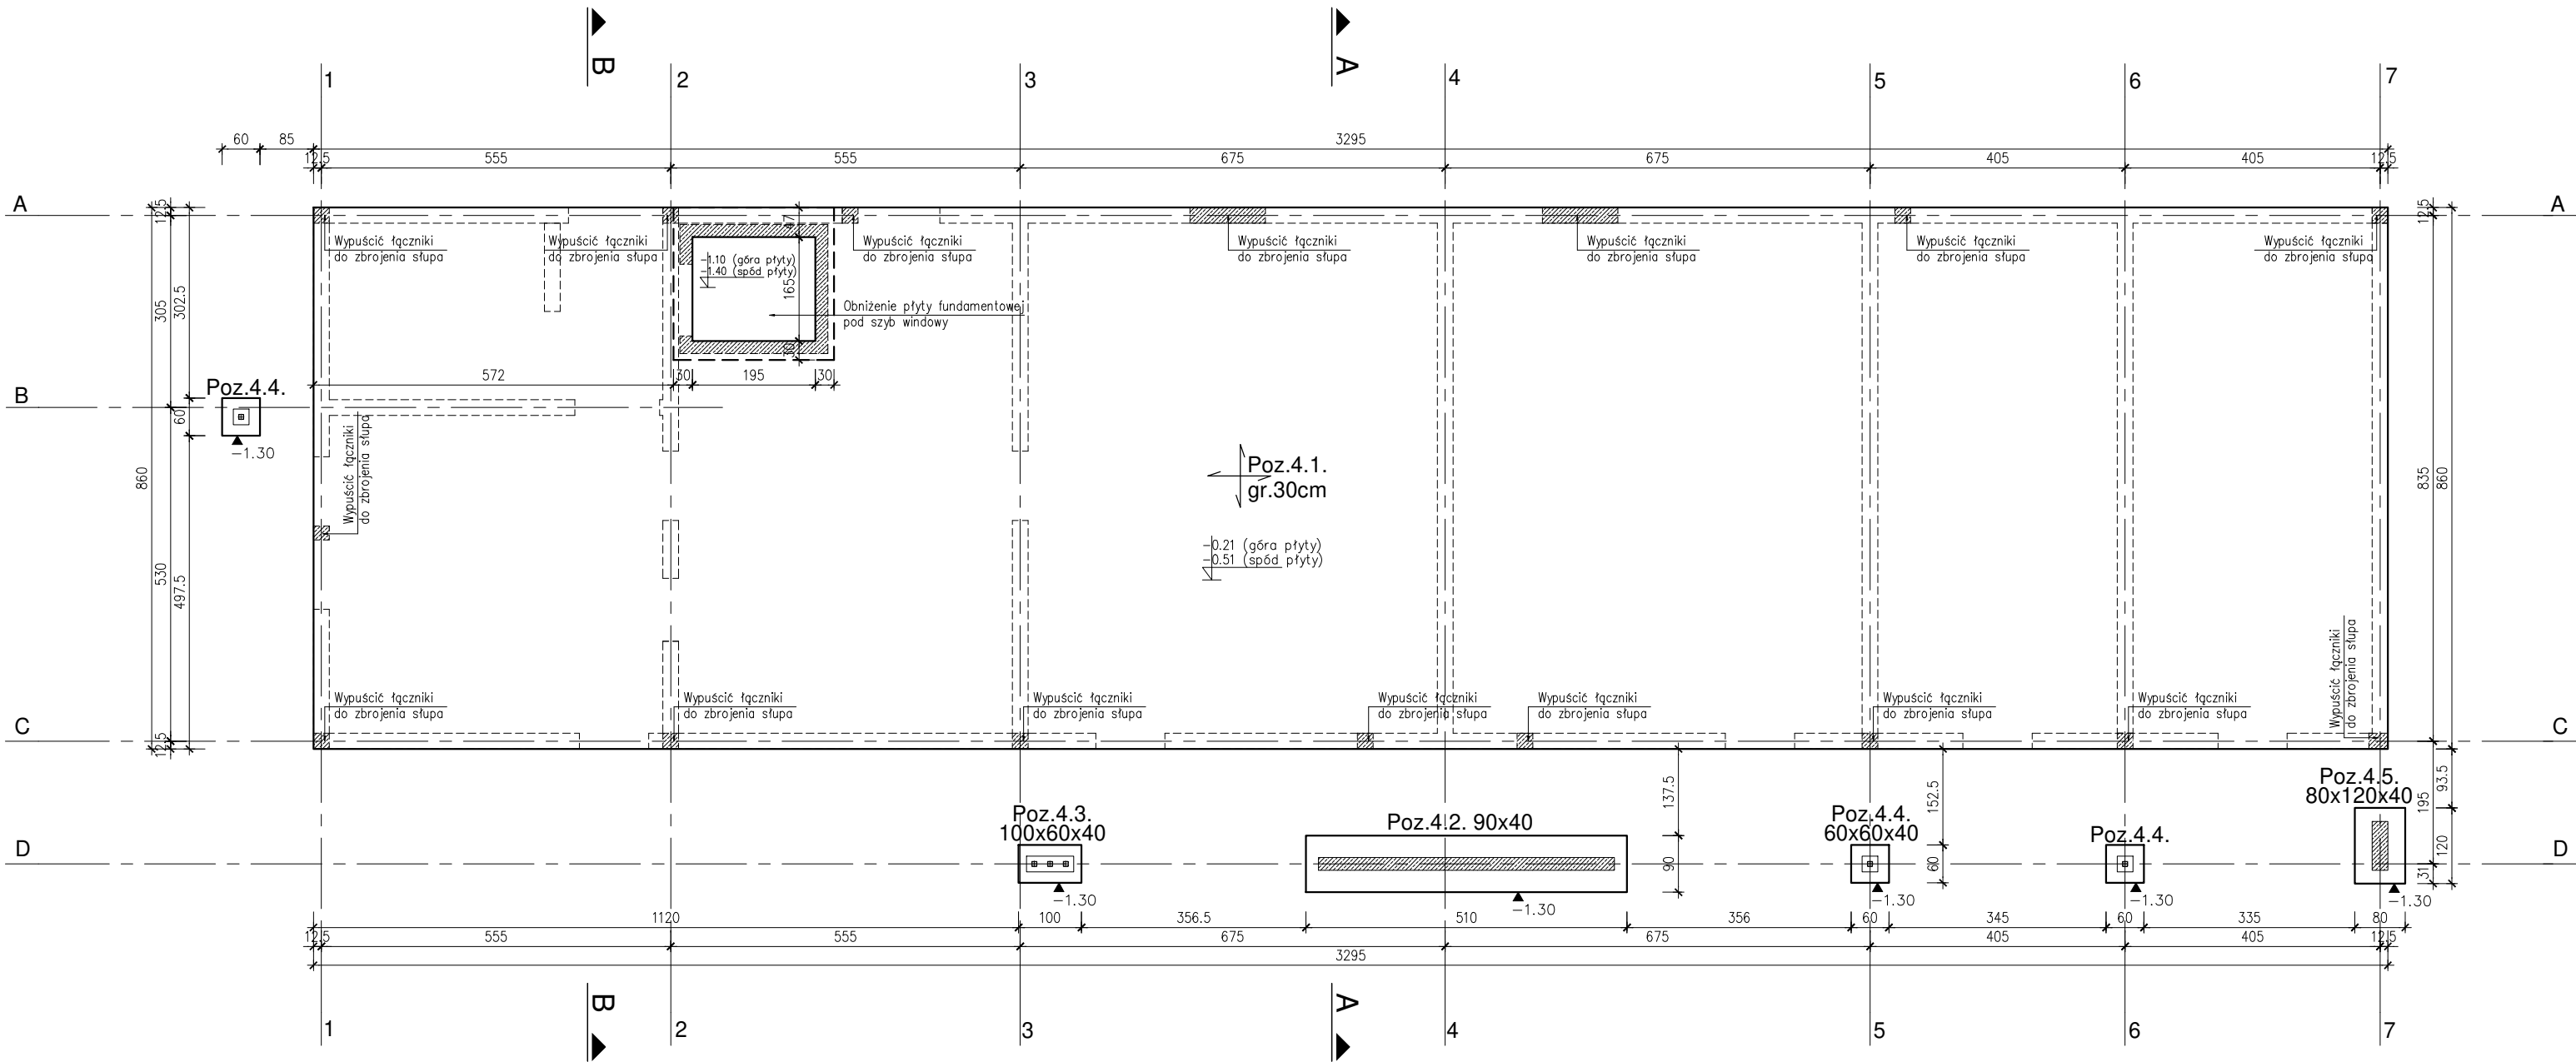 B
A
1
2
3
4
5
6
7
60
85
3295
12.5
555
555
675
675
405
405
12.5
A
A
12.5
305
302.5
B
60
860
530
497.5
C
12.5
Wypuścić łączniki
do zbrojenia słupa
Wypuścić łączniki
do zbrojenia słupa
Wypuścić łączniki
do zbrojenia słupa
Wypuścić łączniki
do zbrojenia słupa
Wypuścić łączniki
do zbrojenia słupa
Wypuścić łączniki
do zbrojenia słupa
Wypuścić łączniki
do zbrojenia słupa
47
-1.10 (góra płyty)
-1.40 (spód płyty)
165
30
Obniżenie płyty fundamentowej
pod szyb windowy
572
30
195
30
Poz.4.4.
-1.30
Wypuścić łączniki
do zbrojenia słupa
Poz.4.1.
gr.30cm
-0.21 (góra płyty)
-0.51 (spód płyty)
12.5
835
860
Wypuścić łączniki
do zbrojenia słupa
Wypuścić łączniki
do zbrojenia słupa
Wypuścić łączniki
do zbrojenia słupa
Wypuścić łączniki
do zbrojenia słupa
Wypuścić łączniki
do zbrojenia słupa
Wypuścić łączniki
do zbrojenia słupa
Wypuścić łączniki
do zbrojenia słupa
Wypuścić łączniki
do zbrojenia słupa
C
137.5
90
152.5
60
93.5
195
120
31
Poz.4.3.
100x60x40
-1.30
Poz.4.2. 90x40
-1.30
Poz.4.4.
60x60x40
-1.30
Poz.4.4.
-1.30
Poz.4.5.
80x120x40
-1.30
D
D
1120
100
356.5
510
356
60
345
60
335
80
12.5
555
555
675
675
405
405
12.5
3295
B
A
1
2
3
4
5
6
7